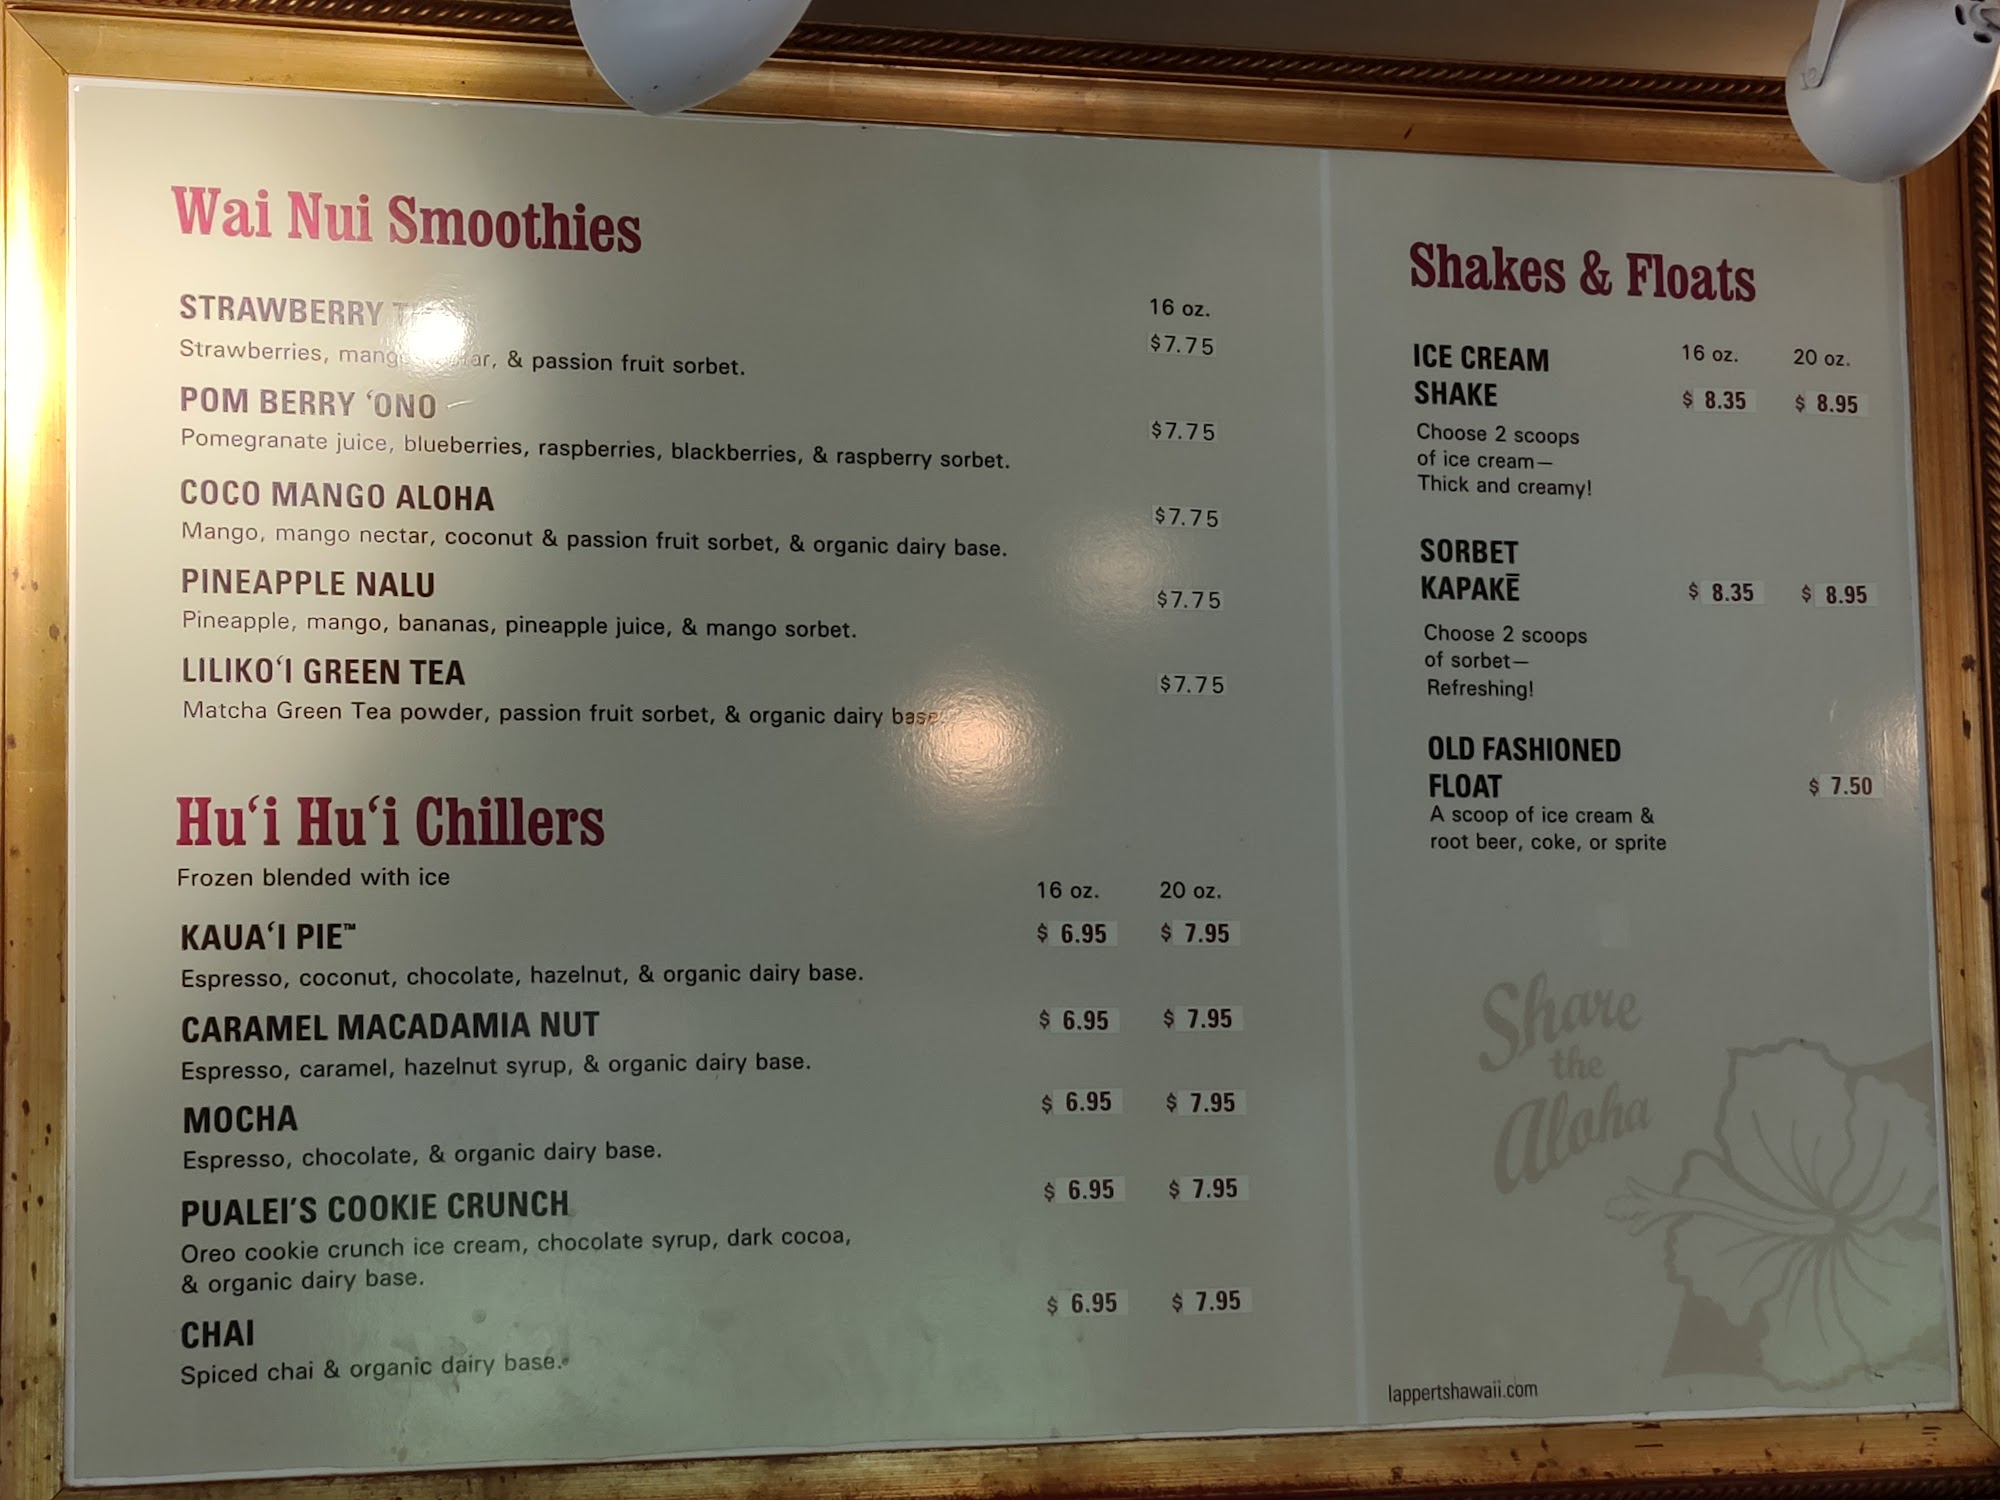 Wai Nui Smoothies
STRAWBERRY
16 oz.
Strawberries, & passion fruit sorbet.
$7.75
POM BERRY ʻONO
$7.75
Pomegranate juice, blueberries, raspberries, blackberries, & raspberry sorbet.
COCO MANGO ALOHA
$7.75
Mango, mango nectar, coconut & passion fruit sorbet, & organic dairy base.
PINEAPPLE NALU
$7.75
Pineapple, mango, bananas, pineapple juice, & mango sorbet.
LILIKOʻI GREEN TEA
$7.75
Matcha Green Tea powder, passion fruit sorbet, & organic dairy base.
Huʻi Huʻi Chillers
Frozen blended with ice
16 oz. 20 oz.
KAUAʻI PIE™ $ 6.95 $ 7.95
Espresso, coconut, chocolate, hazelnut, & organic dairy base.
CARAMEL MACADAMIA NUT $ 6.95 $ 7.95
Espresso, caramel, hazelnut syrup, & organic dairy base.
MOCHA $ 6.95 $ 7.95
Espresso, chocolate, & organic dairy base.
PUALEI'S COOKIE CRUNCH $ 6.95 $ 7.95
Oreo cookie crunch ice cream, chocolate syrup, dark cocoa,
& organic dairy base.
CHAI $ 6.95 $ 7.95
Spiced chai & organic dairy base.
Shakes & Floats
ICE CREAM 16 oz. 20 oz.
SHAKE $ 8.35 $ 8.95
Choose 2 scoops
of ice cream—
Thick and creamy!
SORBET
KAPAKĒ $ 8.35 $ 8.95
Choose 2 scoops
of sorbet—
Refreshing!
OLD FASHIONED
FLOAT $ 7.50
A scoop of ice cream &
root beer, coke, or sprite
Share
the
Aloha
lappertshawaii.com